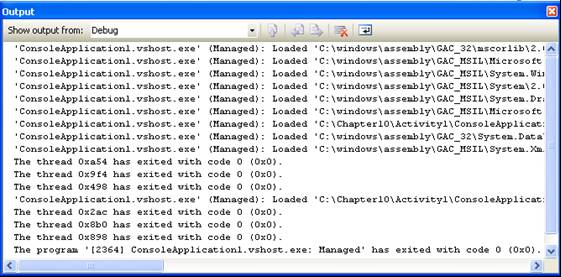 Output
Show output from: Debug
'ConsoleApplication1.vshost.exe' (Managed): Loaded 'C:\windows\assembly\GAC_32\mscorlib\2.
'ConsoleApplication1.vshost.exe' (Managed): Loaded 'C:\windows\assembly\GAC_MSIL\Microsoft
'ConsoleApplication1.vshost.exe' (Managed): Loaded 'C:\windows\assembly\GAC_MSIL\System.Win
'ConsoleApplication1.vshost.exe' (Managed): Loaded 'C:\windows\assembly\GAC_MSIL\System\2.0
'ConsoleApplication1.vshost.exe' (Managed): Loaded 'C:\windows\assembly\GAC_MSIL\System.Dra
'ConsoleApplication1.vshost.exe' (Managed): Loaded 'C:\windows\assembly\GAC_MSIL\Microsoft
'ConsoleApplication1.vshost.exe' (Managed): Loaded 'C:\Chapter10\Activity1\ConsoleApplicat
'ConsoleApplication1.vshost.exe' (Managed): Loaded 'C:\windows\assembly\GAC_32\System.Data
'ConsoleApplication1.vshost.exe' (Managed): Loaded 'C:\windows\assembly\GAC_MSIL\System.Xm
The thread 0xa54 has exited with code 0 (0x0).
The thread 0x9f4 has exited with code 0 (0x0).
The thread 0x498 has exited with code 0 (0x0).
'ConsoleApplication1.vshost.exe' (Managed): Loaded 'C:\Chapter10\Activity1\ConsoleApplicat
The thread 0x2ac has exited with code 0 (0x0).
The thread 0x8b0 has exited with code 0 (0x0).
The thread 0x898 has exited with code 0 (0x0).
The program '[2364] ConsoleApplication1.vshost.exe: Managed' has exited with code 0 (0x0).